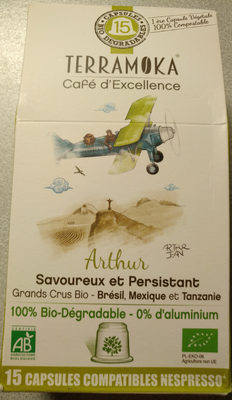 CAPSULES
15
BIODÉGRADABLES
1ère Capsule Végétale
100% Compostable
TERRAMOKA®
Café d'Excellence
Arthur
Savoureux et Persistant
Grands Crus Bio - Brésil, Mexique et Tanzanie
100% Bio-Dégradable - 0% d'aluminium
AB
AGRICULTURE
BIOLOGIQUE
PL-EKO-06
Agriculture non UE
15 CAPSULES COMPATIBLES NESPRESSO